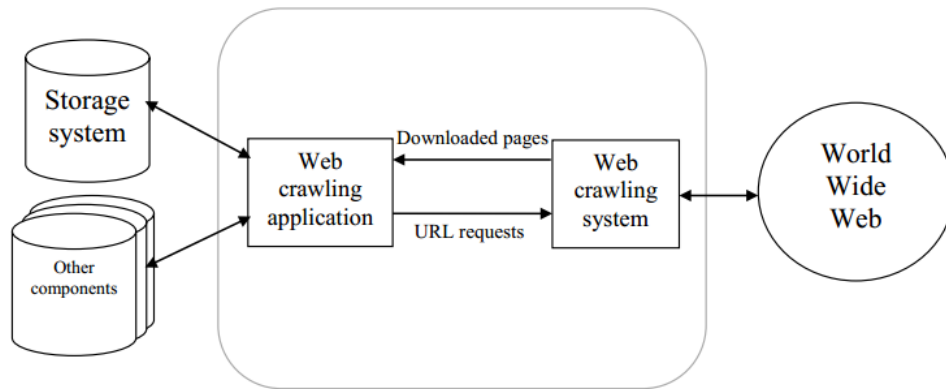 Storage
system
Other
components
Web
crawling
application
Downloaded pages
URL requests
Web
crawling
system
World
Wide
Web